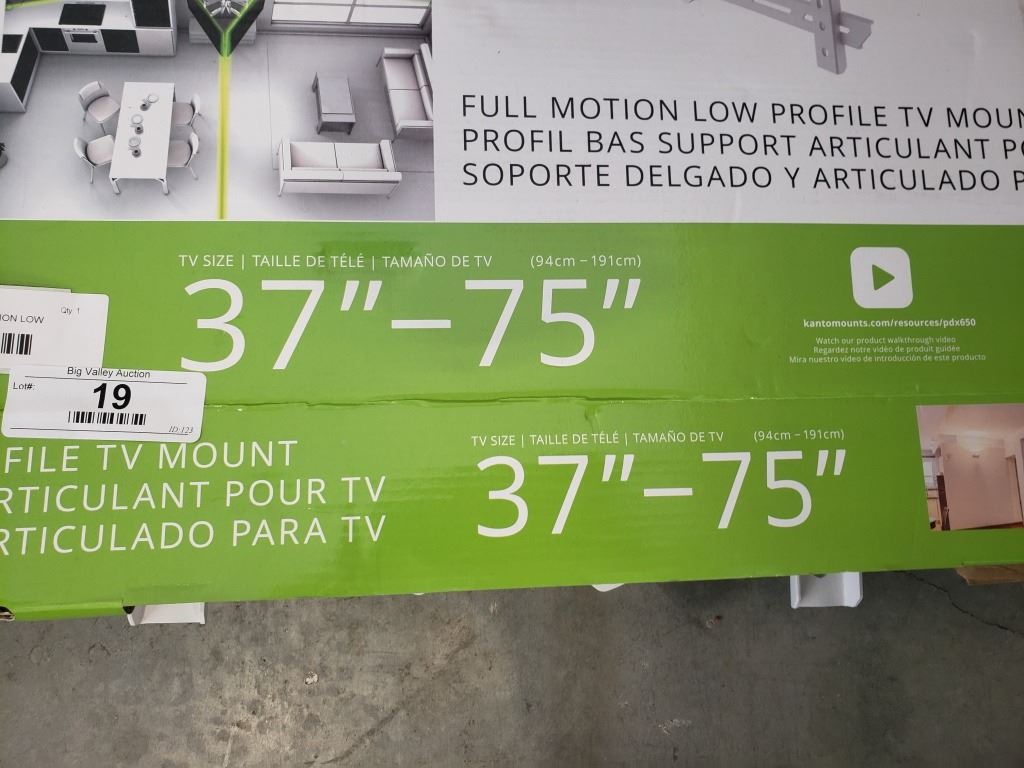 FULL MOTION LOW PROFILE TV MOUN
PROFIL BAS SUPPORT ARTICULANT PO
SOPORTE DELGADO Y ARTICULADO P
TV SIZE | TAILLE DE TÉLÉ | TAMAÑO DE TV (94cm – 191cm)
37″– 75″
kantomounts.com/resources/pdx650
Watch our product walkthrough video
Regardez notre vidéo de produit guidée
Mira nuestro video de introducción de este producto
Qty: 1
ION LOW
Big Valley Auction
Lot#:
19
ID:123
FILE TV MOUNT
RTICULANT POUR TV
RTICULADO PARA TV
TV SIZE | TAILLE DE TÉLÉ | TAMAÑO DE TV (94cm – 191cm)
37″– 75″